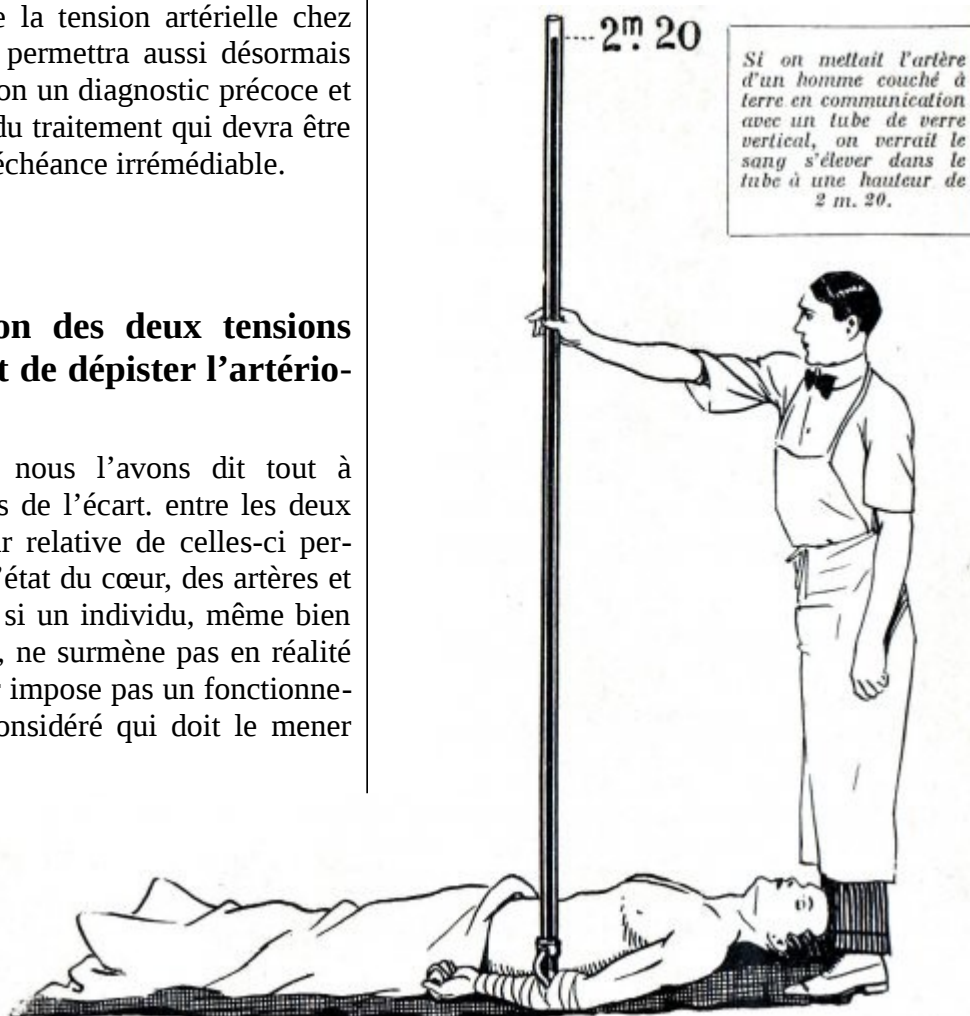 e la tension artérielle chez
permettra aussi désormais
on un diagnostic précoce et
du traitement qui devra être
échéance irrémédiable.
on des deux tensions
t de dépister l’artério-
nous l’avons dit tout à
s de l’écart. entre les deux
r relative de celles-ci per-
’état du cœur, des artères et
si un individu, même bien
, ne surmène pas en réalité
r impose pas un fonctionne-
onsidéré qui doit le mener
2m. 20
Si on mettait l'artère
d'un homme couché à
terre en communication
avec un tube de verre
vertical, on verrait le
sang s'élever dans le
tube à une hauteur de
2 m. 20.